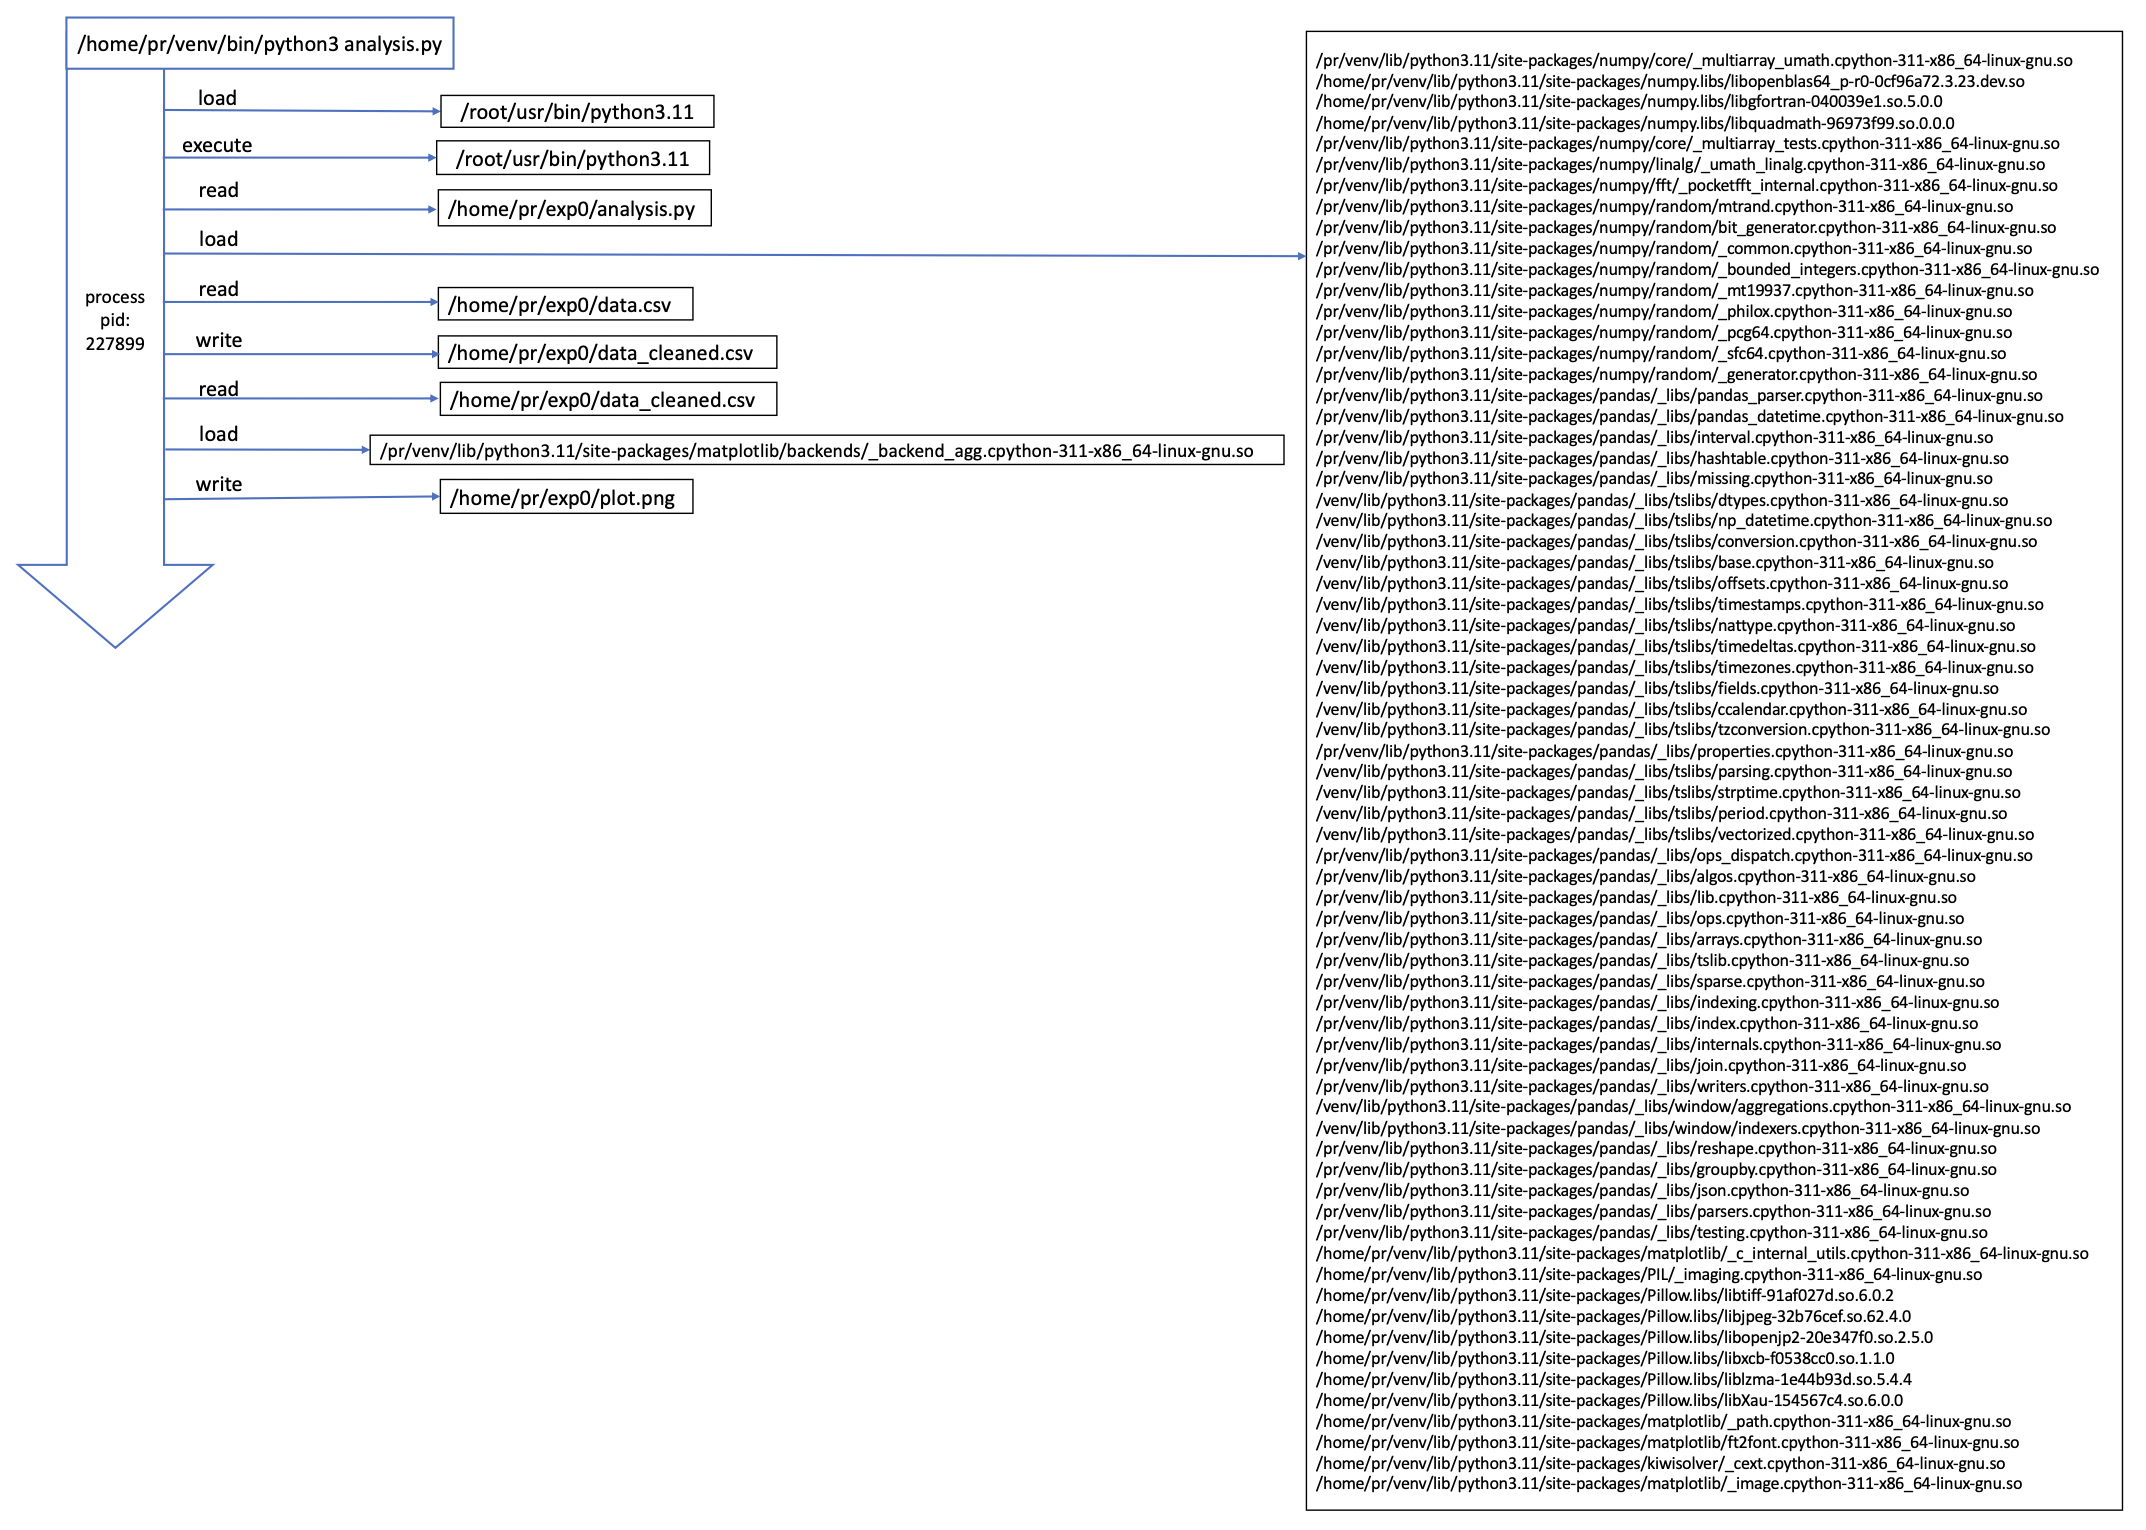 /home/pr/venv/bin/python3 analysis.py
load
/root/usr/bin/python3.11
execute
/root/usr/bin/python3.11
read
/home/pr/exp0/analysis.py
load
read
/home/pr/exp0/data.csv
process
pid:
227899
write
/home/pr/exp0/data_cleaned.csv
read
/home/pr/exp0/data_cleaned.csv
load
/pr/venv/lib/python3.11/site-packages/matplotlib/backends/_backend_agg.cpython-311-x86_64-linux-gnu.so
write
/home/pr/exp0/plot.png
/pr/venv/lib/python3.11/site-packages/numpy/core/_multiarray_umath.cpython-311-x86_64-linux-gnu.so
/home/pr/venv/lib/python3.11/site-packages/numpy.libs/libopenblas64_p-r0-0cf96a72.3.23.dev.so
/home/pr/venv/lib/python3.11/site-packages/numpy.libs/libgfortran-040039e1.so.5.0.0
/home/pr/venv/lib/python3.11/site-packages/numpy.libs/libquadmath-96973f99.so.0.0.0
/pr/venv/lib/python3.11/site-packages/numpy/core/_multiarray_tests.cpython-311-x86_64-linux-gnu.so
/pr/venv/lib/python3.11/site-packages/numpy/linalg/_umath_linalg.cpython-311-x86_64-linux-gnu.so
/pr/venv/lib/python3.11/site-packages/numpy/fft/_pocketfft_internal.cpython-311-x86_64-linux-gnu.so
/pr/venv/lib/python3.11/site-packages/numpy/random/mtrand.cpython-311-x86_64-linux-gnu.so
/pr/venv/lib/python3.11/site-packages/numpy/random/bit_generator.cpython-311-x86_64-linux-gnu.so
/pr/venv/lib/python3.11/site-packages/numpy/random/_common.cpython-311-x86_64-linux-gnu.so
/pr/venv/lib/python3.11/site-packages/numpy/random/_bounded_integers.cpython-311-x86_64-linux-gnu.so
/pr/venv/lib/python3.11/site-packages/numpy/random/_mt19937.cpython-311-x86_64-linux-gnu.so
/pr/venv/lib/python3.11/site-packages/numpy/random/_philox.cpython-311-x86_64-linux-gnu.so
/pr/venv/lib/python3.11/site-packages/numpy/random/_pcg64.cpython-311-x86_64-linux-gnu.so
/pr/venv/lib/python3.11/site-packages/numpy/random/_sfc64.cpython-311-x86_64-linux-gnu.so
/pr/venv/lib/python3.11/site-packages/numpy/random/_generator.cpython-311-x86_64-linux-gnu.so
/pr/venv/lib/python3.11/site-packages/pandas/_libs/pandas_parser.cpython-311-x86_64-linux-gnu.so
/pr/venv/lib/python3.11/site-packages/pandas/_libs/pandas_datetime.cpython-311-x86_64-linux-gnu.so
/pr/venv/lib/python3.11/site-packages/pandas/_libs/interval.cpython-311-x86_64-linux-gnu.so
/pr/venv/lib/python3.11/site-packages/pandas/_libs/hashtable.cpython-311-x86_64-linux-gnu.so
/pr/venv/lib/python3.11/site-packages/pandas/_libs/missing.cpython-311-x86_64-linux-gnu.so
/venv/lib/python3.11/site-packages/pandas/_libs/tslibs/dtypes.cpython-311-x86_64-linux-gnu.so
/venv/lib/python3.11/site-packages/pandas/_libs/tslibs/np_datetime.cpython-311-x86_64-linux-gnu.so
/venv/lib/python3.11/site-packages/pandas/_libs/tslibs/conversion.cpython-311-x86_64-linux-gnu.so
/venv/lib/python3.11/site-packages/pandas/_libs/tslibs/base.cpython-311-x86_64-linux-gnu.so
/venv/lib/python3.11/site-packages/pandas/_libs/tslibs/offsets.cpython-311-x86_64-linux-gnu.so
/venv/lib/python3.11/site-packages/pandas/_libs/tslibs/timestamps.cpython-311-x86_64-linux-gnu.so
/venv/lib/python3.11/site-packages/pandas/_libs/tslibs/nattype.cpython-311-x86_64-linux-gnu.so
/venv/lib/python3.11/site-packages/pandas/_libs/tslibs/timedeltas.cpython-311-x86_64-linux-gnu.so
/venv/lib/python3.11/site-packages/pandas/_libs/tslibs/timezones.cpython-311-x86_64-linux-gnu.so
/venv/lib/python3.11/site-packages/pandas/_libs/tslibs/fields.cpython-311-x86_64-linux-gnu.so
/venv/lib/python3.11/site-packages/pandas/_libs/tslibs/ccalendar.cpython-311-x86_64-linux-gnu.so
/venv/lib/python3.11/site-packages/pandas/_libs/tslibs/tzconversion.cpython-311-x86_64-linux-gnu.so
/pr/venv/lib/python3.11/site-packages/pandas/_libs/properties.cpython-311-x86_64-linux-gnu.so
/venv/lib/python3.11/site-packages/pandas/_libs/tslibs/parsing.cpython-311-x86_64-linux-gnu.so
/venv/lib/python3.11/site-packages/pandas/_libs/tslibs/strptime.cpython-311-x86_64-linux-gnu.so
/venv/lib/python3.11/site-packages/pandas/_libs/tslibs/period.cpython-311-x86_64-linux-gnu.so
/venv/lib/python3.11/site-packages/pandas/_libs/tslibs/vectorized.cpython-311-x86_64-linux-gnu.so
/pr/venv/lib/python3.11/site-packages/pandas/_libs/ops_dispatch.cpython-311-x86_64-linux-gnu.so
/pr/venv/lib/python3.11/site-packages/pandas/_libs/algos.cpython-311-x86_64-linux-gnu.so
/pr/venv/lib/python3.11/site-packages/pandas/_libs/lib.cpython-311-x86_64-linux-gnu.so
/pr/venv/lib/python3.11/site-packages/pandas/_libs/ops.cpython-311-x86_64-linux-gnu.so
/pr/venv/lib/python3.11/site-packages/pandas/_libs/arrays.cpython-311-x86_64-linux-gnu.so
/pr/venv/lib/python3.11/site-packages/pandas/_libs/tslib.cpython-311-x86_64-linux-gnu.so
/pr/venv/lib/python3.11/site-packages/pandas/_libs/sparse.cpython-311-x86_64-linux-gnu.so
/pr/venv/lib/python3.11/site-packages/pandas/_libs/indexing.cpython-311-x86_64-linux-gnu.so
/pr/venv/lib/python3.11/site-packages/pandas/_libs/index.cpython-311-x86_64-linux-gnu.so
/pr/venv/lib/python3.11/site-packages/pandas/_libs/internals.cpython-311-x86_64-linux-gnu.so
/pr/venv/lib/python3.11/site-packages/pandas/_libs/join.cpython-311-x86_64-linux-gnu.so
/pr/venv/lib/python3.11/site-packages/pandas/_libs/writers.cpython-311-x86_64-linux-gnu.so
/venv/lib/python3.11/site-packages/pandas/_libs/window/aggregations.cpython-311-x86_64-linux-gnu.so
/venv/lib/python3.11/site-packages/pandas/_libs/window/indexers.cpython-311-x86_64-linux-gnu.so
/pr/venv/lib/python3.11/site-packages/pandas/_libs/reshape.cpython-311-x86_64-linux-gnu.so
/pr/venv/lib/python3.11/site-packages/pandas/_libs/groupby.cpython-311-x86_64-linux-gnu.so
/pr/venv/lib/python3.11/site-packages/pandas/_libs/json.cpython-311-x86_64-linux-gnu.so
/pr/venv/lib/python3.11/site-packages/pandas/_libs/parsers.cpython-311-x86_64-linux-gnu.so
/pr/venv/lib/python3.11/site-packages/pandas/_libs/testing.cpython-311-x86_64-linux-gnu.so
/home/pr/venv/lib/python3.11/site-packages/matplotlib/_c_internal_utils.cpython-311-x86_64-linux-gnu.so
/home/pr/venv/lib/python3.11/site-packages/PIL/_imaging.cpython-311-x86_64-linux-gnu.so
/home/pr/venv/lib/python3.11/site-packages/Pillow.libs/libtiff-91af027d.so.6.0.2
/home/pr/venv/lib/python3.11/site-packages/Pillow.libs/libjpeg-32b76cef.so.62.4.0
/home/pr/venv/lib/python3.11/site-packages/Pillow.libs/libopenjp2-20e347f0.so.2.5.0
/home/pr/venv/lib/python3.11/site-packages/Pillow.libs/libxcb-f0538cc0.so.1.1.0
/home/pr/venv/lib/python3.11/site-packages/Pillow.libs/liblzma-1e44b93d.so.5.4.4
/home/pr/venv/lib/python3.11/site-packages/Pillow.libs/libXau-154567c4.so.6.0.0
/home/pr/venv/lib/python3.11/site-packages/matplotlib/_path.cpython-311-x86_64-linux-gnu.so
/home/pr/venv/lib/python3.11/site-packages/matplotlib/ft2font.cpython-311-x86_64-linux-gnu.so
/home/pr/venv/lib/python3.11/site-packages/kiwisolver/_cext.cpython-311-x86_64-linux-gnu.so
/home/pr/venv/lib/python3.11/site-packages/matplotlib/_image.cpython-311-x86_64-linux-gnu.so